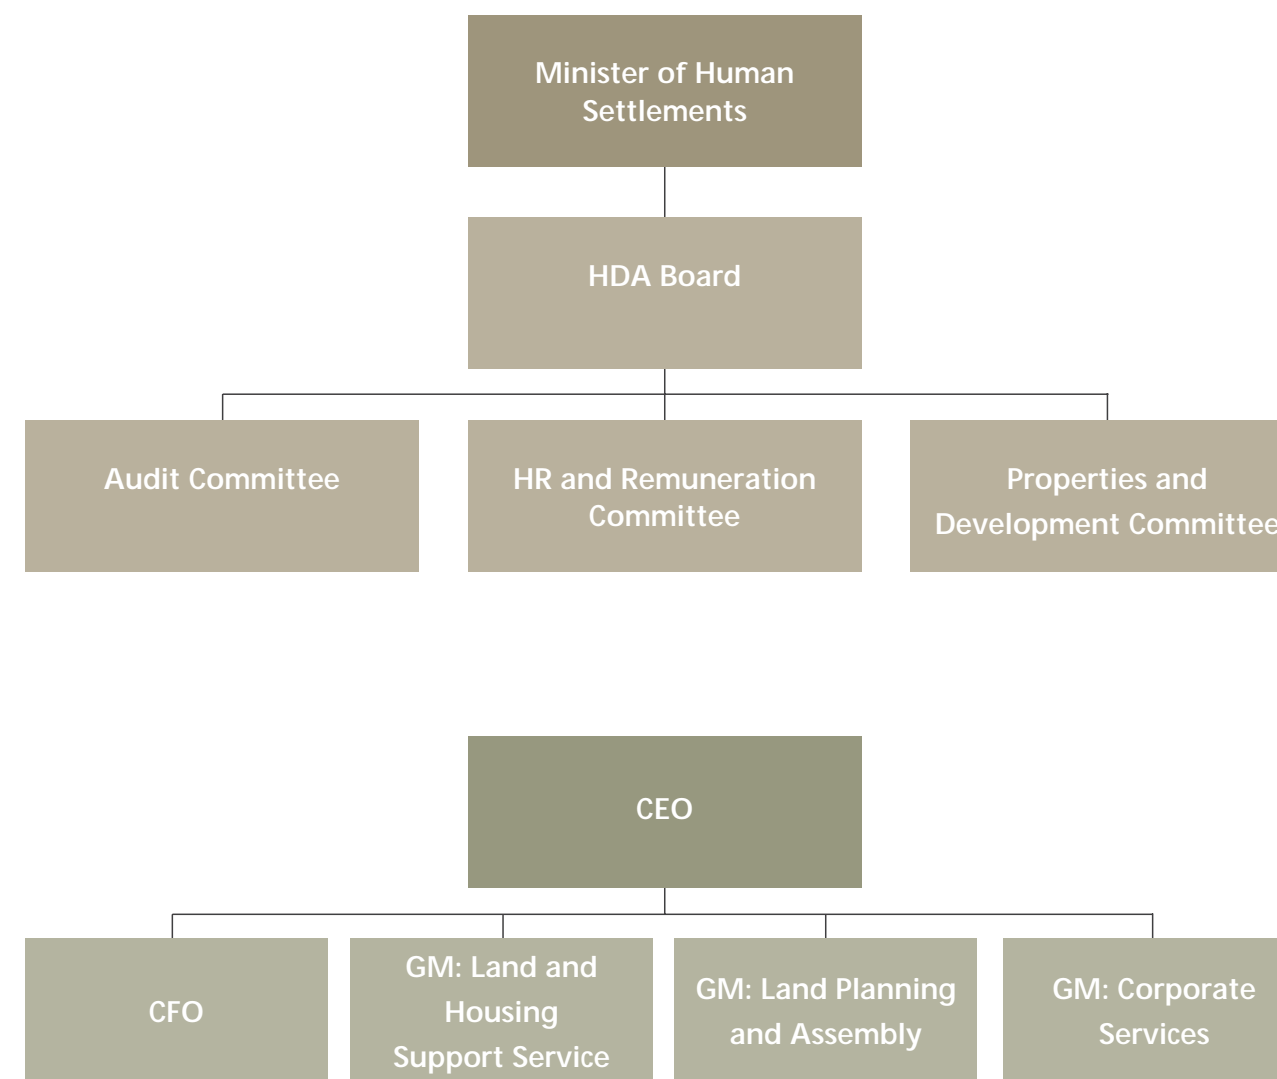 Minister of Human
Settlements
HDA Board
Audit Committee
HR and Remuneration
Committee
Properties and
Development Committee
CEO
CFO
GM: Land and
Housing
Support Service
GM: Land Planning
and Assembly
GM: Corporate
Services